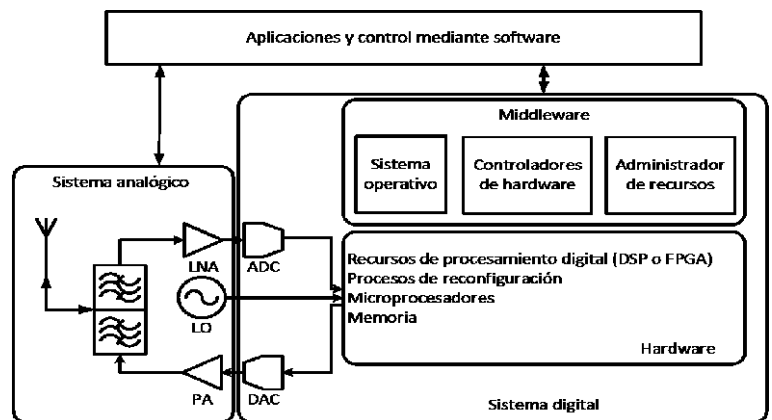 Aplicaciones y control mediante software
Middleware
Sistema
operativo
Controladores
de hardware
Administrador
de recursos
Sistema analógico
LNA
ADC
LO
PA
DAC
Recursos de procesamiento digital (DSP o FPGA)
Procesos de reconfiguración
Microprocesadores
Memoria
Hardware
Sistema digital